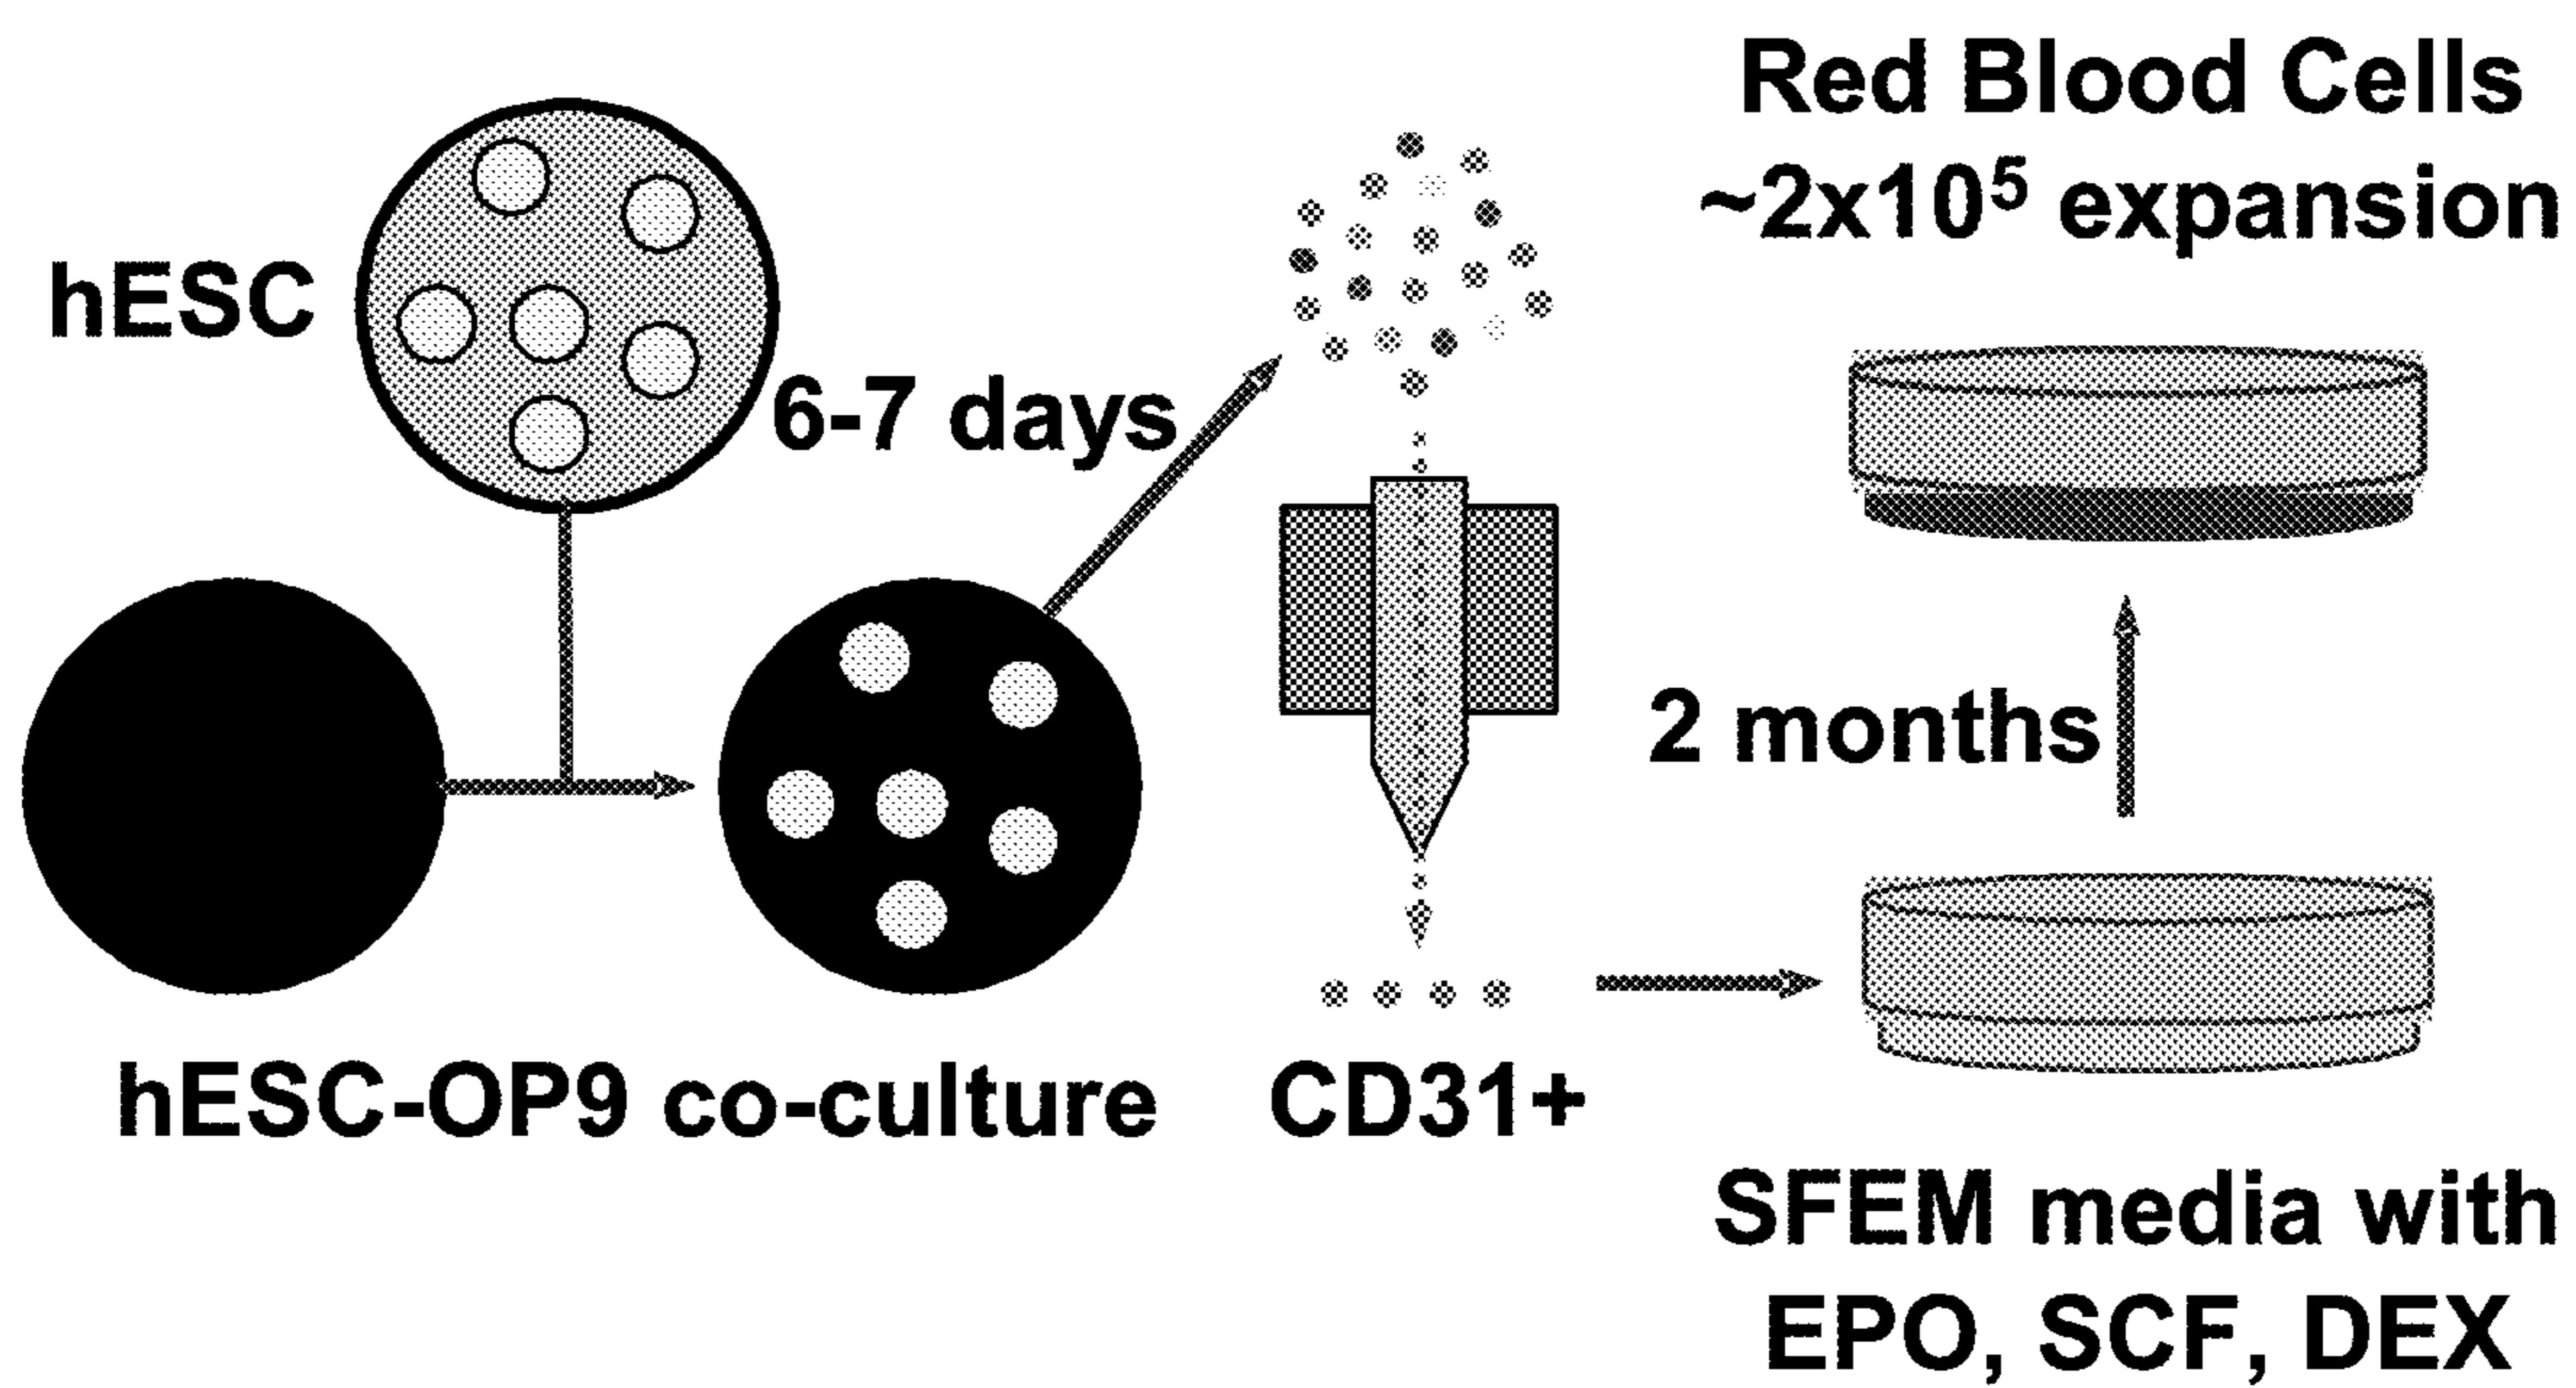 hESC
6-7 days
hESC-OP9 co-culture
CD31+
SFEM media with
EPO, SCF, DEX
2 months
Red Blood Cells
~2x10⁵ expansion